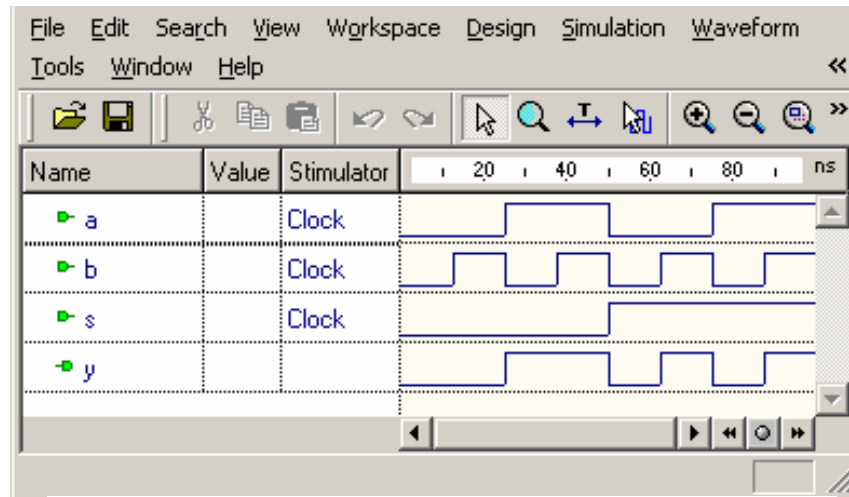 File Edit Search View Workspace Design Simulation Waveform
Tools Window Help
Name Value Stimulator 20 40 60 80 ns
a Clock
b Clock
s Clock
y